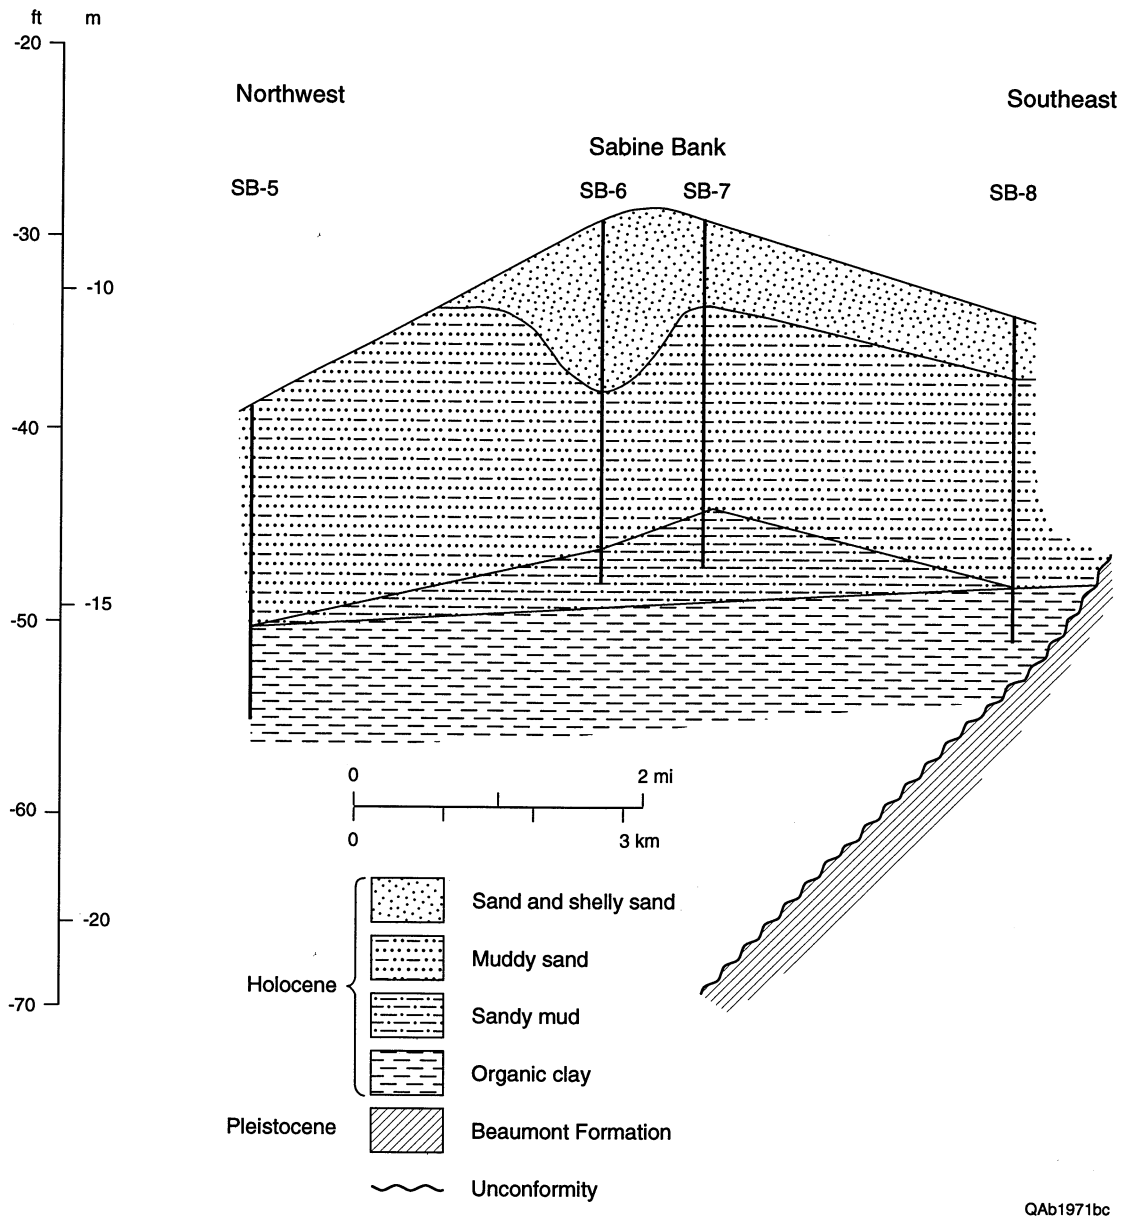 ft m
-20
Northwest
Southeast
Sabine Bank
SB-5 SB-6 SB-7 SB-8
-30
-10
-40
-15
-50
0 2 mi
-60
0 3 km
Sand and shelly sand
-20
Muddy sand
Holocene
-70
Sandy mud
Organic clay
Pleistocene
Beaumont Formation
Unconformity
QAb1971bc